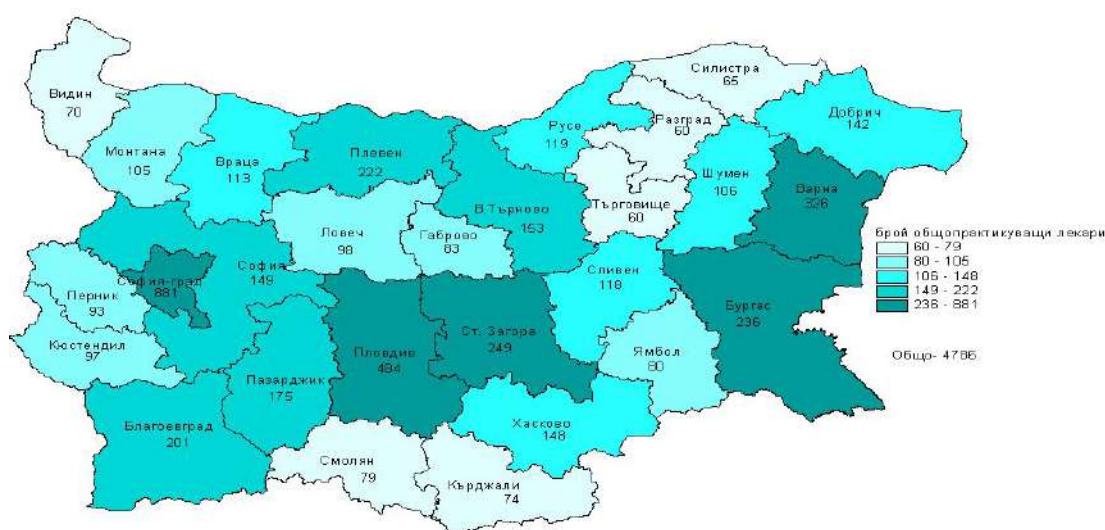 Видин
70
Монтана
105
Враца
113
Плевен
222
Ловеч
98
Габрово
83
В.Търново
153
Русе
119
Силистра
65
Разград
60
Търговище
60
Шумен
106
Добрич
142
Варна
326
София-град
881
София
149
Перник
93
Кюстендил
97
Благоевград
201
Пазарджик
175
Пловдив
484
Ст. Загора
249
Сливен
118
Бургас
236
Ямбол
80
Хасково
148
Смолян
79
Кърджали
74
брой общопрактикуващи лекари
60 - 79
80 - 105
106 - 148
149 - 222
236 - 881
Общо- 4786